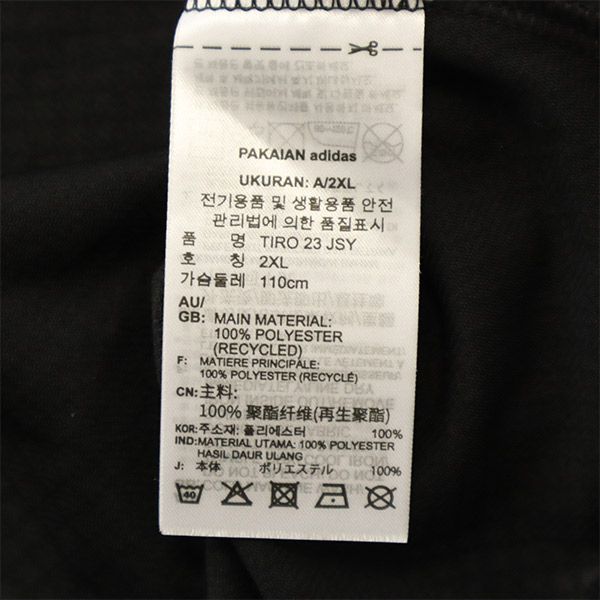 PAKAIAN adidas
UKURAN: A/2XL
전기용품 및 생활용품 안전
관리법에 의한 품질표시
품 명 TIRO 23 JSY
호 칭 2XL
가슴둘레 110cm
AU/
GB: MAIN MATERIAL:
100% POLYESTER
(RECYCLED)
F: MATIERE PRINCIPALE:
100% POLYESTER (RECYCLÉ)
CN: 主料:
100% 聚酯纤维(再生聚酯)
KOR: 주소재: 폴리에스터 100%
IND: MATERIAL UTAMA: 100% POLYESTER
HASIL DAUR ULANG
J: 本体 ポリエステル 100%
40